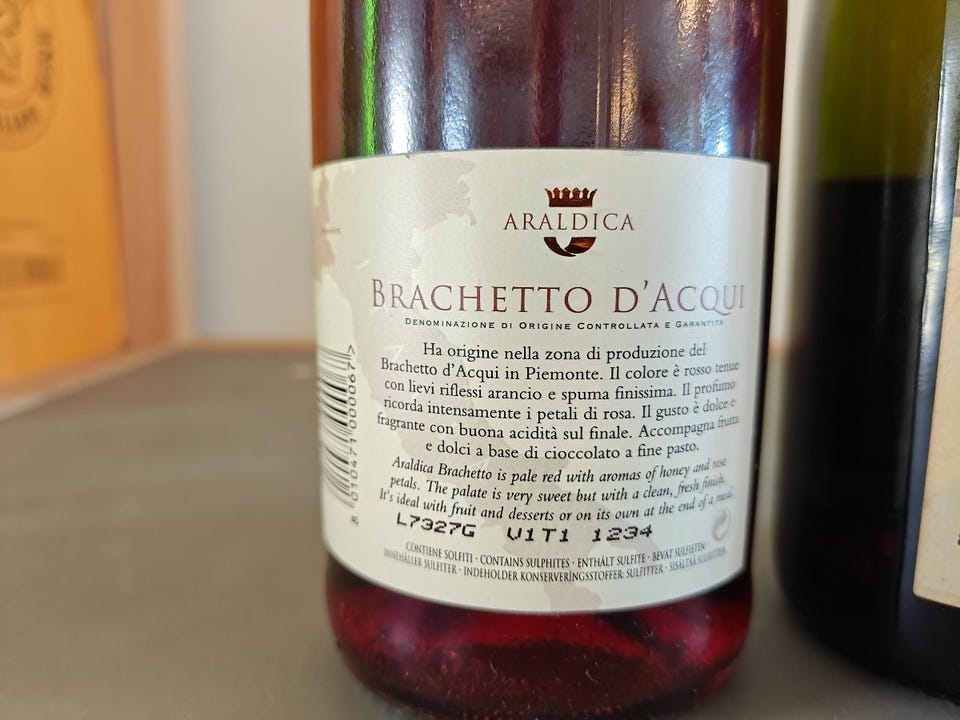 ARALDICA
BRACHETTO D'ACQUI
DENOMINAZIONE DI ORIGINE CONTROLLATA E GARANTITA
Ha origine nella zona di produzione del
Brachetto d'Acqui in Piemonte. Il colore è rosso tenue
con lievi riflessi arancio e spuma finissima. Il profumo
ricorda intensamente i petali di rosa. Il gusto è dolce e
fragrante con buona acidità sul finale. Accompagna frutta
e dolci a base di cioccolato a fine pasto.
Araldica Brachetto is pale red with aromas of honey and rose
petals. The palate is very sweet but with a clean, fresh finish.
It's ideal with fruit and desserts or on its own at the end of a meal.
L7327G V1T1 1234
CONTIENE SOLFITI · CONTAINS SULPHITES · ENTHÄLT SULFITE · BEVAT SULFIETEN
INNEHÅLLER SULFITER · INDEHOLDER KONSERVERINGSSTOFFER: SULFITTER · SISÄLTÄÄ SULFIITTEJA
8 010471 000067